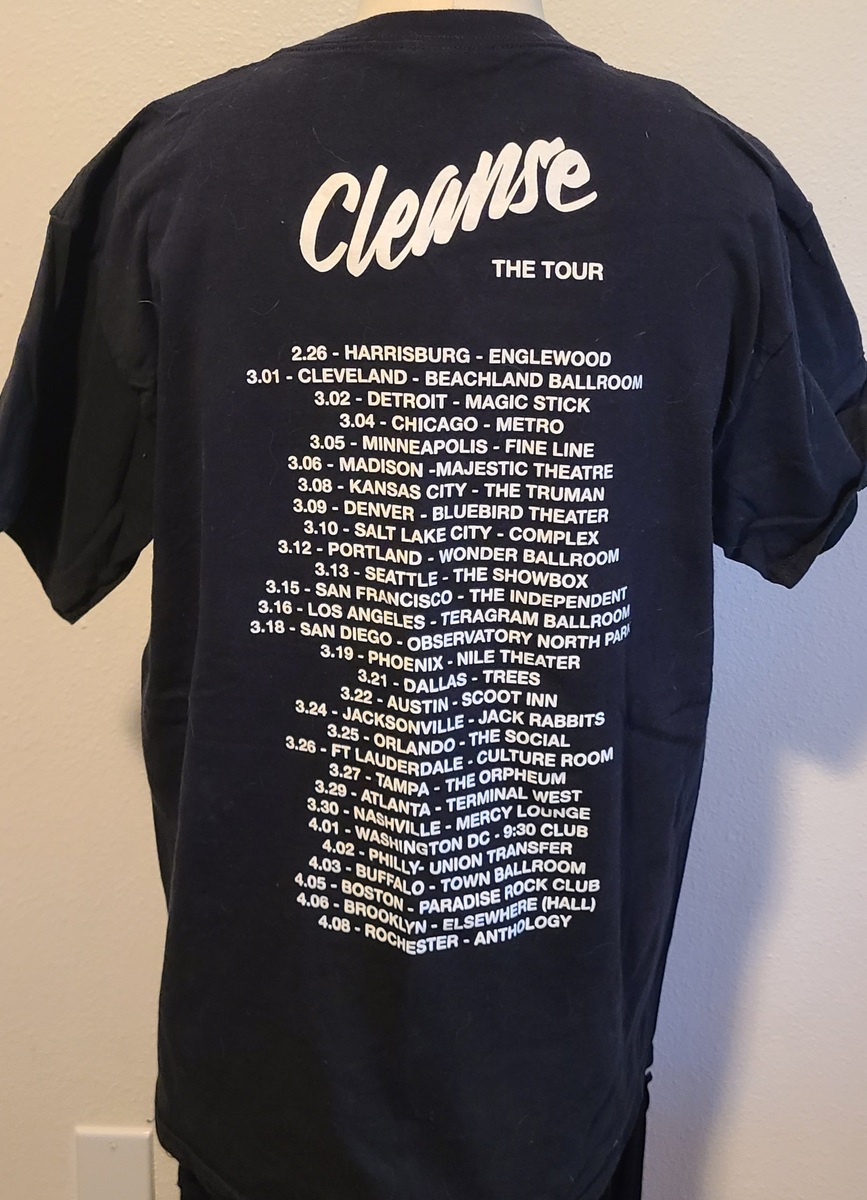 Cleanse
THE TOUR
2.26 - HARRISBURG - ENGLEWOOD
3.01 - CLEVELAND - BEACHLAND BALLROOM
3.02 - DETROIT - MAGIC STICK
3.04 - CHICAGO - METRO
3.05 - MINNEAPOLIS - FINE LINE
3.06 - MADISON -MAJESTIC THEATRE
3.08 - KANSAS CITY - THE TRUMAN
3.09 - DENVER - BLUEBIRD THEATER
3.10 - SALT LAKE CITY - COMPLEX
3.12 - PORTLAND - WONDER BALLROOM
3.13 - SEATTLE - THE SHOWBOX
3.15 - SAN FRANCISCO - THE INDEPENDENT
3.16 - LOS ANGELES - TERAGRAM BALLROOM
3.18 - SAN DIEGO - OBSERVATORY NORTH PARK
3.19 - PHOENIX - NILE THEATER
3.21 - DALLAS - TREES
3.22 - AUSTIN - SCOOT INN
3.24 - JACKSONVILLE - JACK RABBITS
3.25 - ORLANDO - THE SOCIAL
3.26 - FT LAUDERDALE - CULTURE ROOM
3.27 - TAMPA - THE ORPHEUM
3.29 - ATLANTA - TERMINAL WEST
3.30 - NASHVILLE - MERCY LOUNGE
4.01 - WASHINGTON DC - 9:30 CLUB
4.02 - PHILLY- UNION TRANSFER
4.03 - BUFFALO - TOWN BALLROOM
4.05 - BOSTON - PARADISE ROCK CLUB
4.06 - BROOKLYN - ELSEWHERE (HALL)
4.08 - ROCHESTER - ANTHOLOGY